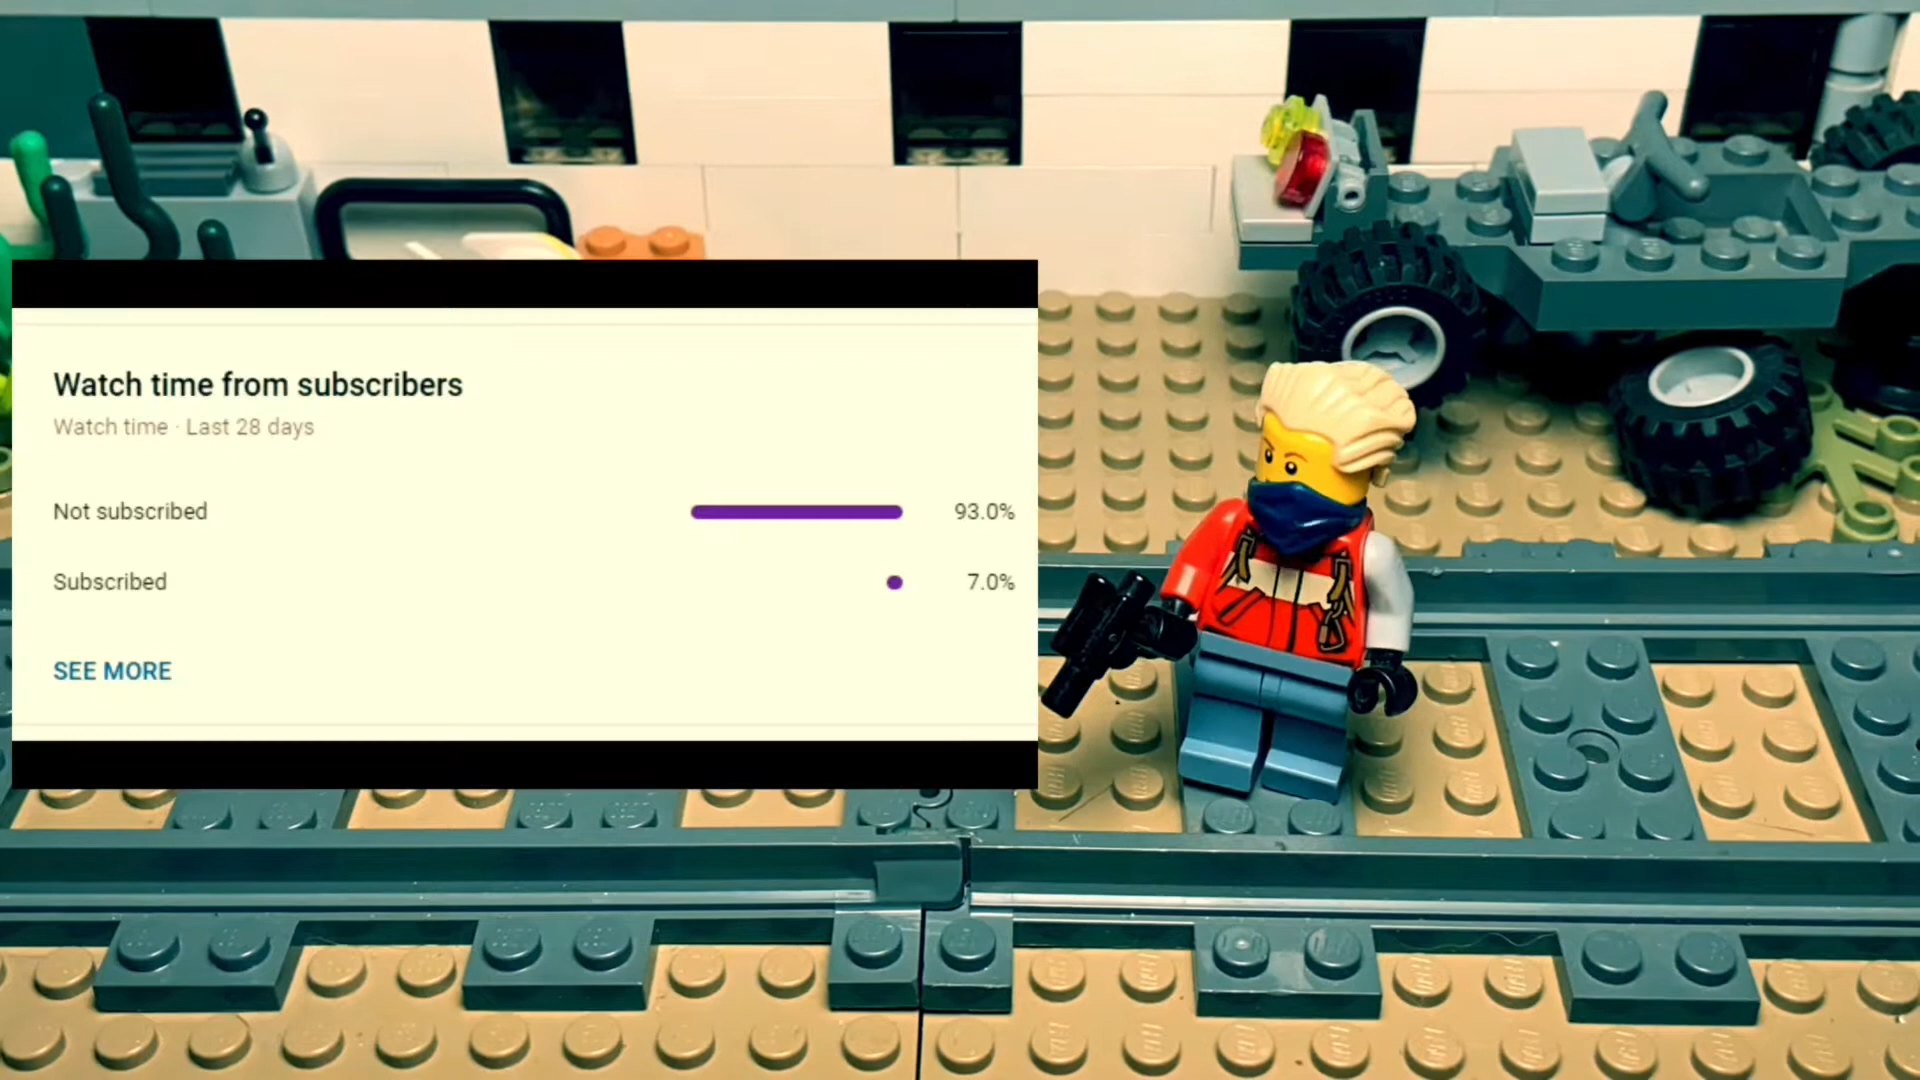 Watch time from subscribers
Watch time · Last 28 days
Not subscribed 93.0%
Subscribed 7.0%
SEE MORE